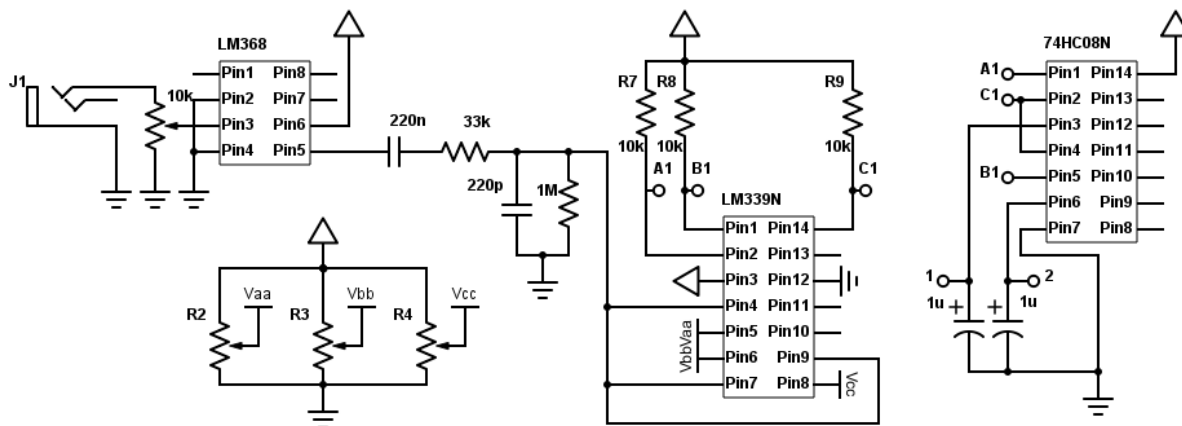 LM368
J1
10k
Pin1 Pin8
Pin2 Pin7
Pin3 Pin6
Pin4 Pin5
220n
33k
220p
1M
R2
Vaa
R3
Vbb
R4
Vcc
R7
R8
R9
10k
10k
10k
A1
B1
C1
LM339N
Pin1 Pin14
Pin2 Pin13
Pin3 Pin12
Pin4 Pin11
Pin5 Pin10
Pin6 Pin9
Pin7 Pin8
VbbVaa
Vcc
74HC08N
A1
C1
B1
Pin1 Pin14
Pin2 Pin13
Pin3 Pin12
Pin4 Pin11
Pin5 Pin10
Pin6 Pin9
Pin7 Pin8
1
2
1u +
+ 1u